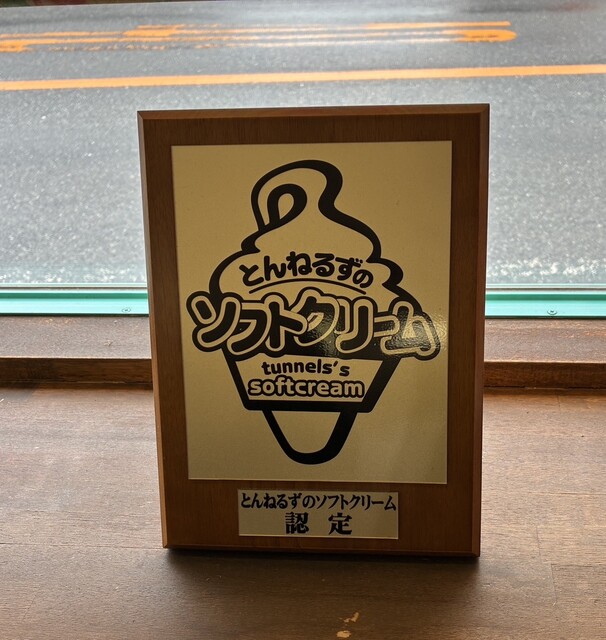 とんねるずの
ソフトクリーム
tunnels's
softcream
とんねるずのソフトクリーム
認定